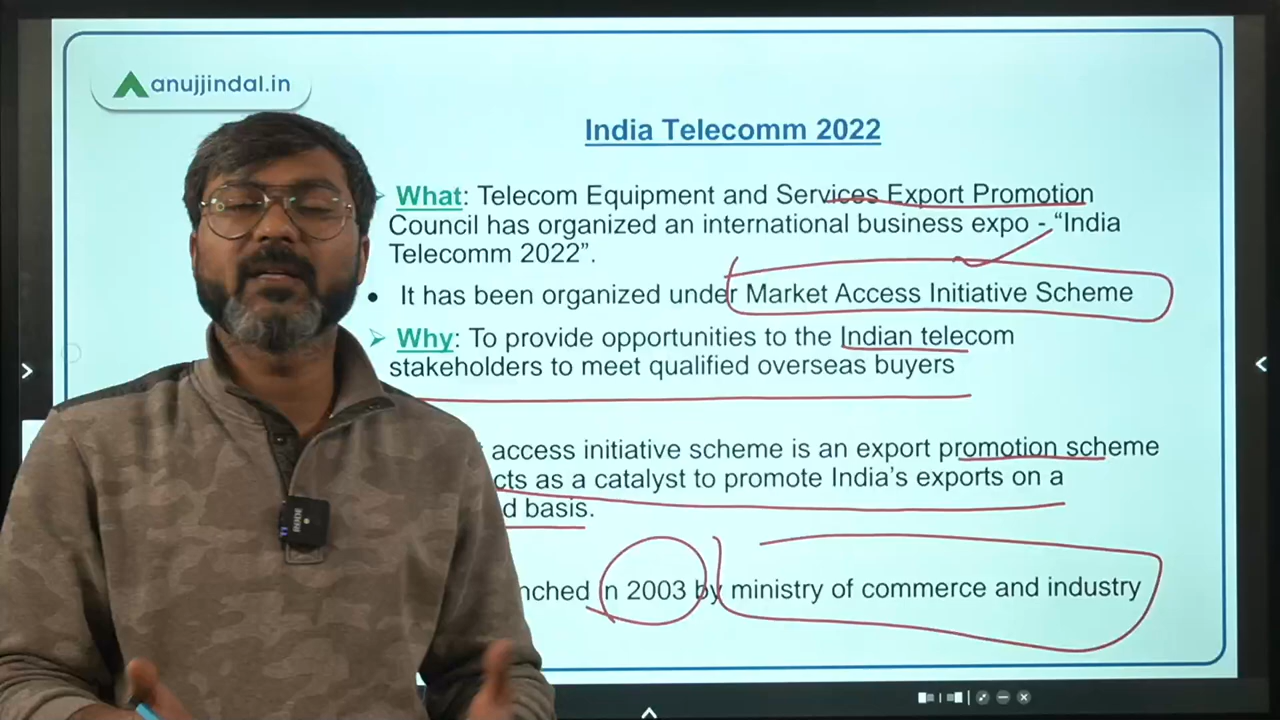 anujjindal.in
India Telecomm 2022
What: Telecom Equipment and Services Export Promotion
Council has organized an international business expo - “India
Telecomm 2022”.
• It has been organized under Market Access Initiative Scheme
Why: To provide opportunities to the Indian telecom
stakeholders to meet qualified overseas buyers
access initiative scheme is an export promotion scheme
as a catalyst to promote India’s exports on a
basis.
in 2003 by ministry of commerce and industry
RODE